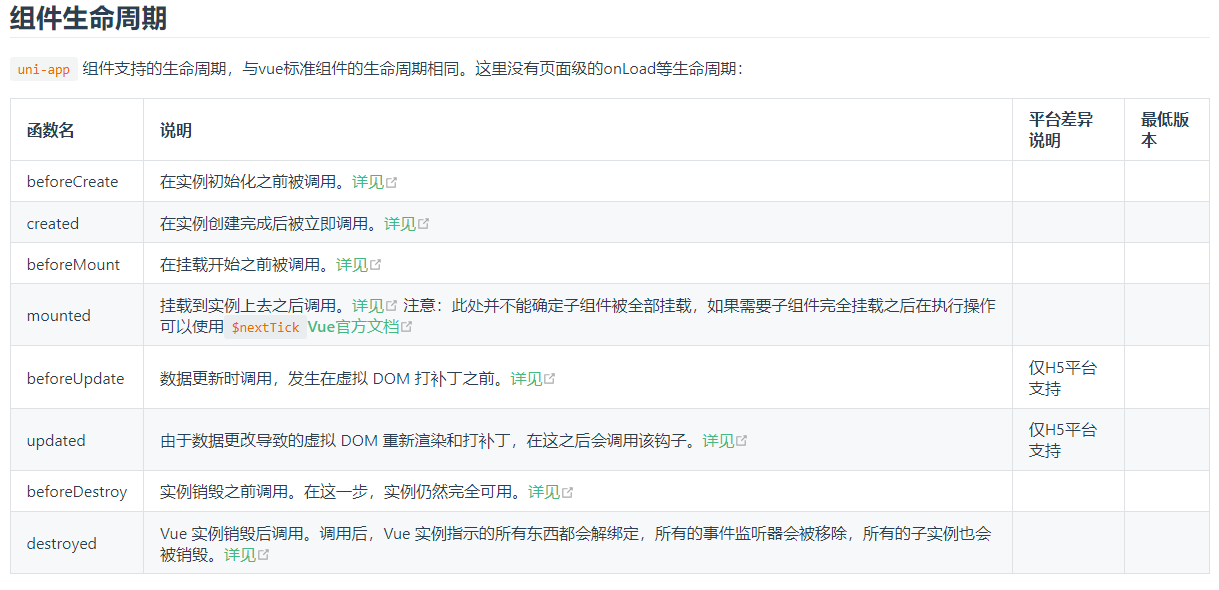 组件生命周期
uni-app 组件支持的生命周期，与vue标准组件的生命周期相同。这里没有页面级的onLoad等生命周期：
函数名 说明 平台差异说明 最低版本
beforeCreate 在实例初始化之前被调用。详见
created 在实例创建完成后被立即调用。详见
beforeMount 在挂载开始之前被调用。详见
mounted 挂载到实例上去之后调用。详见 注意：此处并不能确定子组件被全部挂载，如果需要子组件完全挂载之后在执行操作
可以使用 $nextTick Vue官方文档
beforeUpdate 数据更新时调用，发生在虚拟 DOM 打补丁之前。详见 仅H5平台支持
updated 由于数据更改导致的虚拟 DOM 重新渲染和打补丁，在这之后会调用该钩子。详见 仅H5平台支持
beforeDestroy 实例销毁之前调用。在这一步，实例仍然完全可用。详见
destroyed Vue 实例销毁后调用。调用后，Vue 实例指示的所有东西都会解绑定，所有的事件监听器会被移除，所有的子实例也会
被销毁。详见